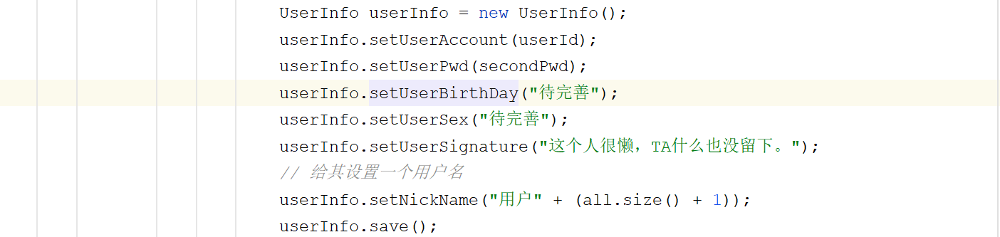 UserInfo userInfo = new UserInfo();
userInfo.setUserAccount(userId);
userInfo.setUserPwd(secondPwd);
userInfo.setUserBirthDay("待完善");
userInfo.setUserSex("待完善");
userInfo.setUserSignature("这个人很懒，TA什么也没留下。");
// 给其设置一个用户名
userInfo.setNickName("用户" + (all.size() + 1));
userInfo.save();